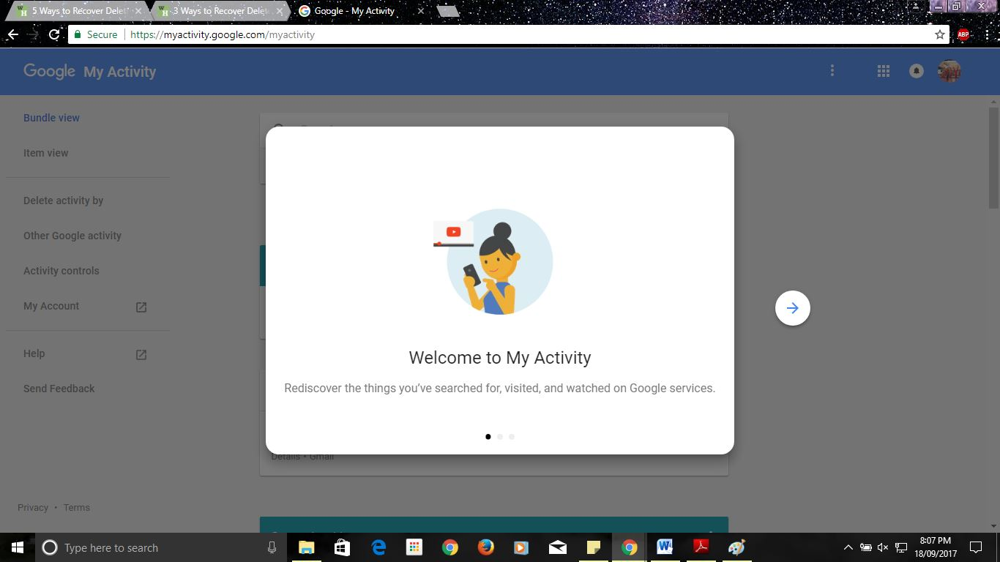 5 Ways to Recover Delet
3 Ways to Recover Delet
Google - My Activity
Secure
https://myactivity.google.com/myactivity
ABP
Google My Activity
Bundle view
Item view
Delete activity by
Other Google activity
Activity controls
My Account
Help
Send Feedback
Welcome to My Activity
Rediscover the things you’ve searched for, visited, and watched on Google services.
Details • Gmail
Privacy • Terms
Type here to search
8:07 PM
18/09/2017